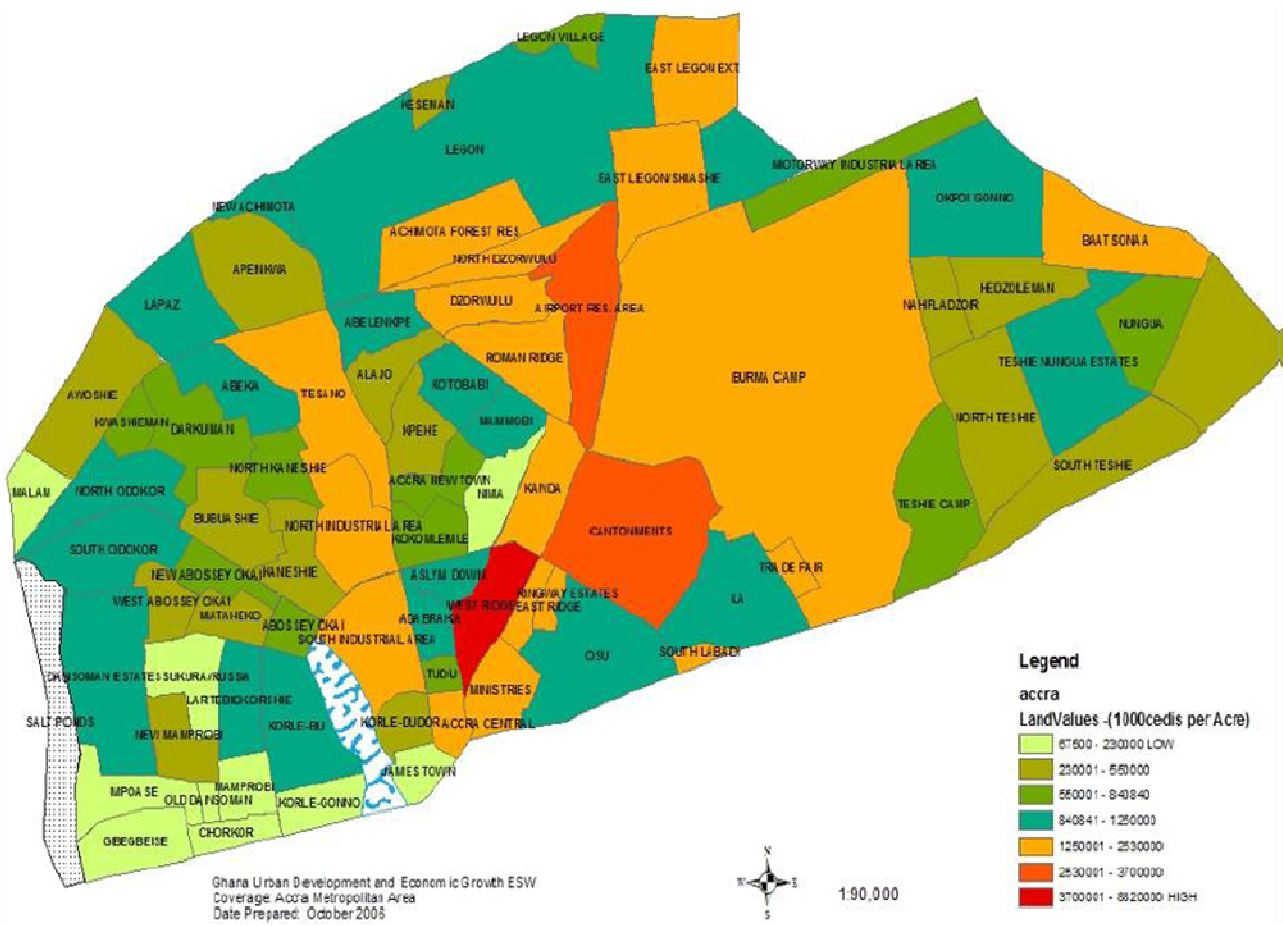 LEGON VILLAGE
EAST LEGON EXT
KESEMAIN
LEGON
MOTORWAY INDUSTRIAL AREA
EAST LEGON/SHIASHIE
OKPOI GONNO
NEW ACHIMOTA
ACHIMOTA FOREST RES.
BAATSONAA
NORTH DZORWULU
APENKWA
HEDZOLEMAN
LAPAZ
DZORWULU
NAHFLADZOR
AIRPORT RES. AREA
ABELENKPE
NUNGUA
ROMAN RIDGE
TESHIE NUNGUA ESTATES
ALAJO
BURMA CAMP
ABEKA
KOTOBABI
AWOSHIE
TESANO
NORTH TESHIE
KWASHIEMAN
DARKUMAN
MAMMOBI
KPEHE
NORTH KANESHIE
SOUTH TESHIE
ACCRA NEW TOWN
MALAM
NORTH ODOKOR
NIMA
KANDA
TESHIE CAMP
BUBUASHIE
NORTH INDUSTRIAL AREA
CANTONMENTS
KOKOMLEMLE
SOUTH ODOKOR
TRADE FAIR
NEW ABOSSEY OKAI
KANESHIE
ASLYM DOWN
RINGWAY ESTATES
WEST ABOSSEY OKAI
WEST RIDGE
EAST RIDGE
LA
MATAHEKO
ADABRAKA
ABOSSEY OKAI
SOUTH INDUSTRIAL AREA
OSU
SOUTH LABADI
DANSOMAN ESTATES
SUKURA/RUSSA
TUDU
LARTEBIOKORSHIE
MINISTRIES
SALT PONDS
KORLE-BU
KORLE-DUDOR
ACCRA CENTRAL
NEW MAMPROBI
JAMESTOWN
MPOASE
MAMPROBI
OLD DANSOMAN
KORLE-GONNO
CHORKOR
GBEGBEISE
Legend
accra
LandValues -(1000cedis per Acre)
67500 - 230000 LOW
230001 - 550000
550001 - 840840
840841 - 1250000
1250001 - 2530000
2530001 - 3700000
3700001 - 8820000 HIGH
Ghana Urban Development and Economic Growth ESW
Coverage: Accra Metropolitan Area
Date Prepared: October 2006
N
W E
S
1:90,000